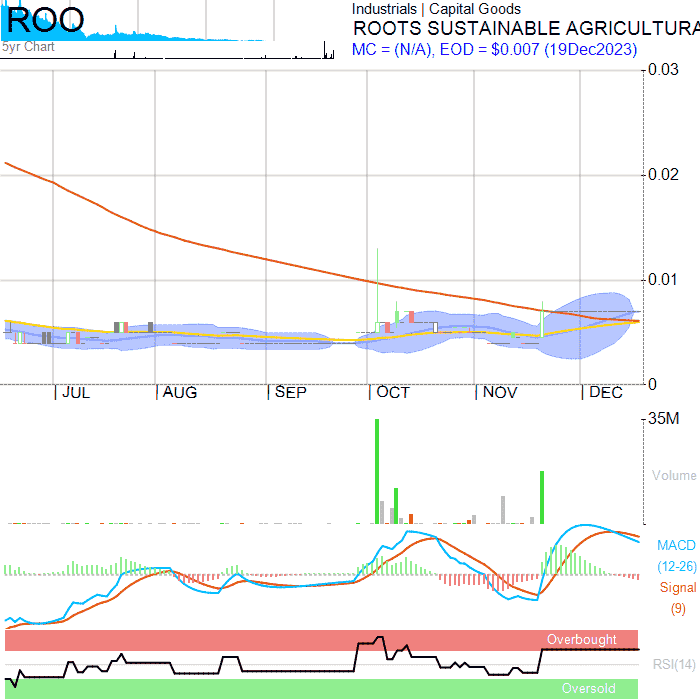 ROO
5yr Chart
Industrials | Capital Goods
ROOTS SUSTAINABLE AGRICULTURA
MC = (N/A), EOD = $0.007 (19Dec2023)
0.03
0.02
0.01
0
JUL AUG SEP OCT NOV DEC
35M
Volume
MACD
(12-26)
Signal
(9)
Overbought
RSI(14)
Oversold